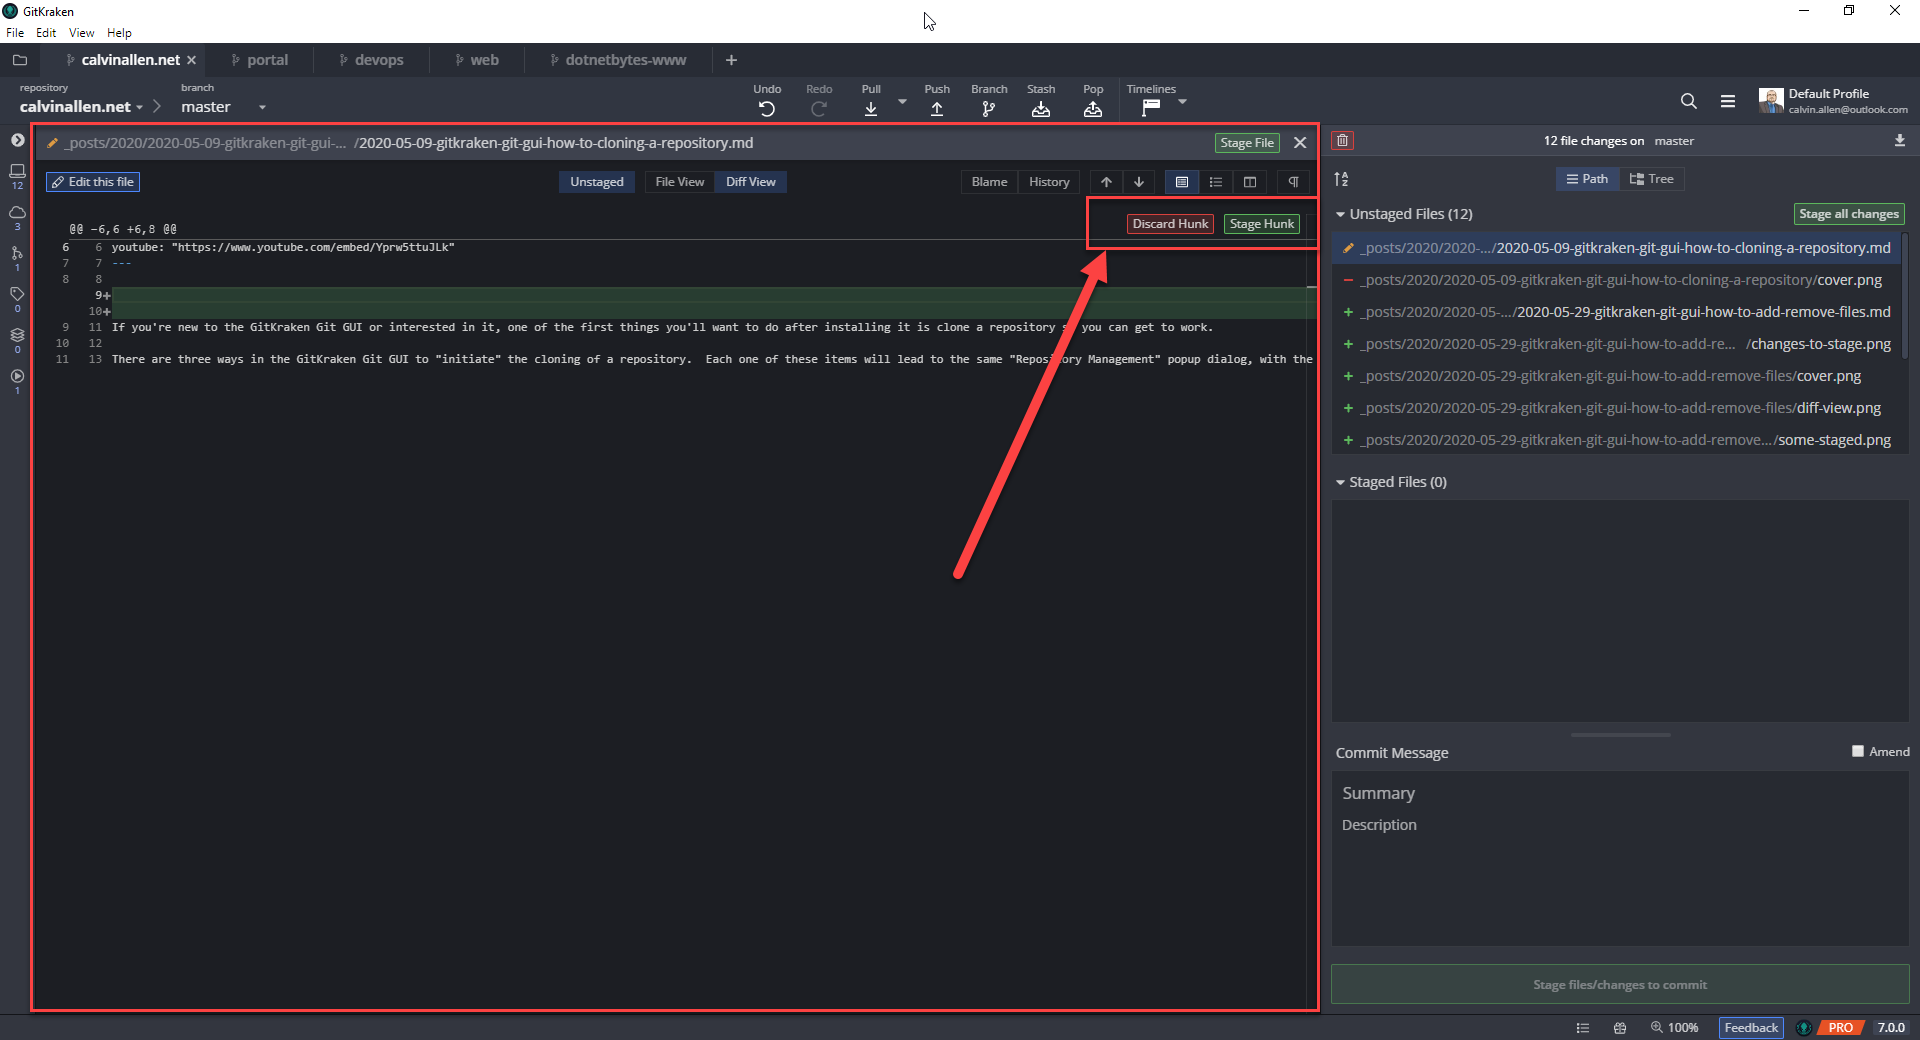 GitKraken
File Edit View Help
calvinallen.net portal devops web dotnetbytes-www
repository branch
calvinallen.net master
Undo Redo Pull Push Branch Stash Pop Timelines
Default Profile
calvin.allen@outlook.com
_posts/2020/2020-05-09-gitkraken-git-gui-... /2020-05-09-gitkraken-git-gui-how-to-cloning-a-repository.md Stage File
Edit this file Unstaged File View Diff View Blame History
Discard Hunk Stage Hunk
@@ -6,6 +6,8 @@
6 6 youtube: "https://www.youtube.com/embed/Yprw5ttuJLk"
7 7 ---
8 8
9+
10+
9 11 If you're new to the GitKraken Git GUI or interested in it, one of the first things you'll want to do after installing it is clone a repository you can get to work.
10 12
11 13 There are three ways in the GitKraken Git GUI to "initiate" the cloning of a repository. Each one of these items will lead to the same "Repository Management" popup dialog, with the
12
3
1
0
0
1
12 file changes on master
Path Tree
Unstaged Files (12) Stage all changes
_posts/2020/2020-.../2020-05-09-gitkraken-git-gui-how-to-cloning-a-repository.md
_posts/2020/2020-05-09-gitkraken-git-gui-how-to-cloning-a-repository/cover.png
_posts/2020/2020-05-.../2020-05-29-gitkraken-git-gui-how-to-add-remove-files.md
_posts/2020/2020-05-29-gitkraken-git-gui-how-to-add-re... /changes-to-stage.png
_posts/2020/2020-05-29-gitkraken-git-gui-how-to-add-remove-files/cover.png
_posts/2020/2020-05-29-gitkraken-git-gui-how-to-add-remove-files/diff-view.png
_posts/2020/2020-05-29-gitkraken-git-gui-how-to-add-remove.../some-staged.png
Staged Files (0)
Commit Message Amend
Summary
Description
Stage files/changes to commit
100% Feedback PRO 7.0.0